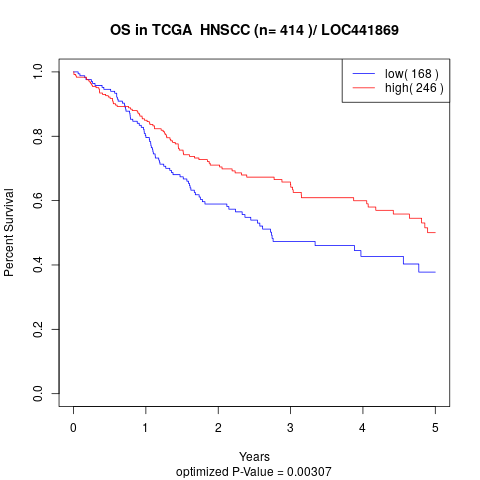 OS in TCGA  HNSCC (n= 414 )/ LOC441869
low( 168 )
high( 246 )
Percent Survival
1.0
0.8
0.6
0.4
0.2
0.0
0 1 2 3 4 5
Years
optimized P-Value = 0.00307